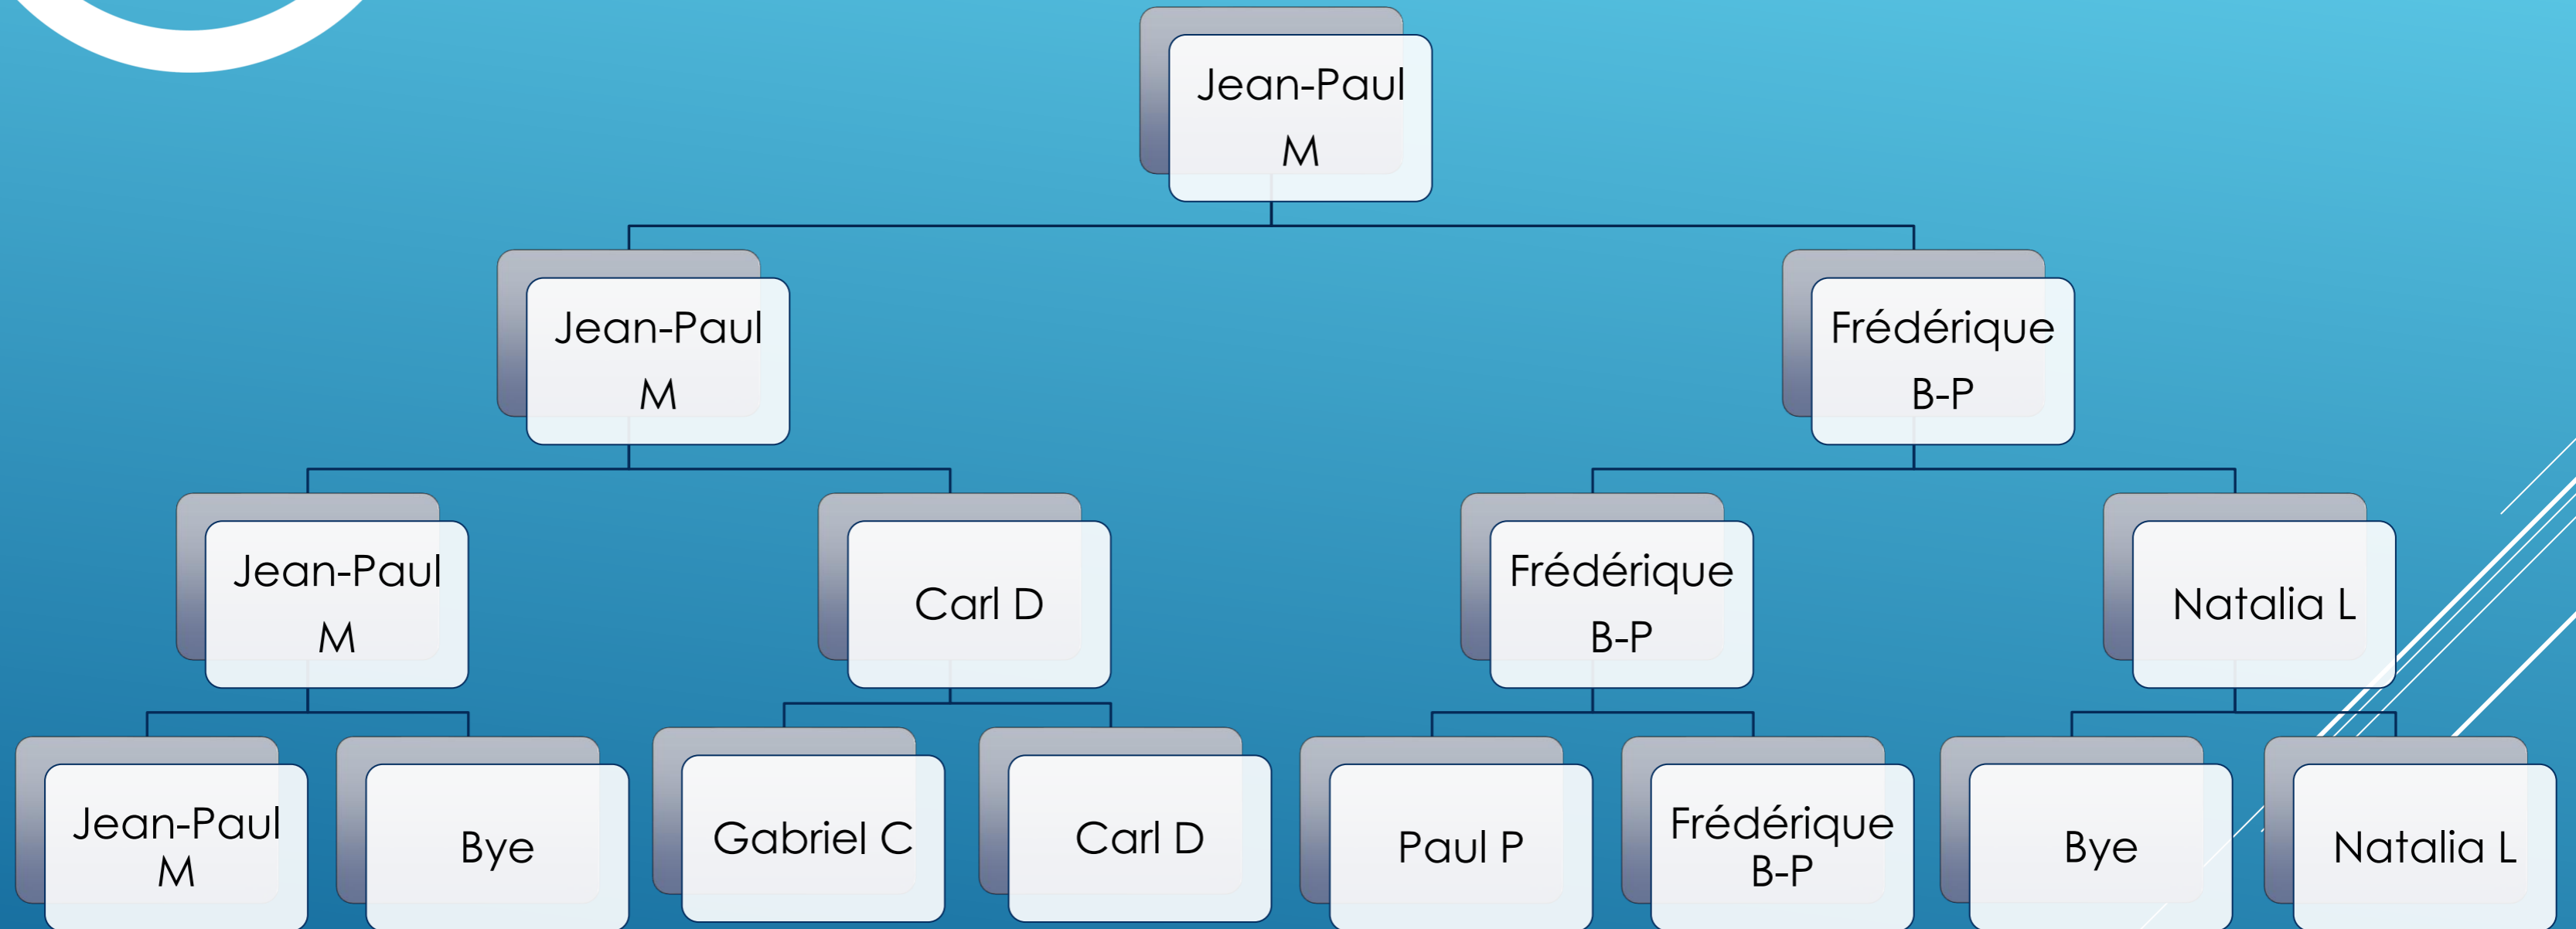 Jean-Paul
M
Jean-Paul
M
Frédérique
B-P
Jean-Paul
M
Carl D
Frédérique
B-P
Natalia L
Jean-Paul
M
Bye
Gabriel C
Carl D
Paul P
Frédérique
B-P
Bye
Natalia L